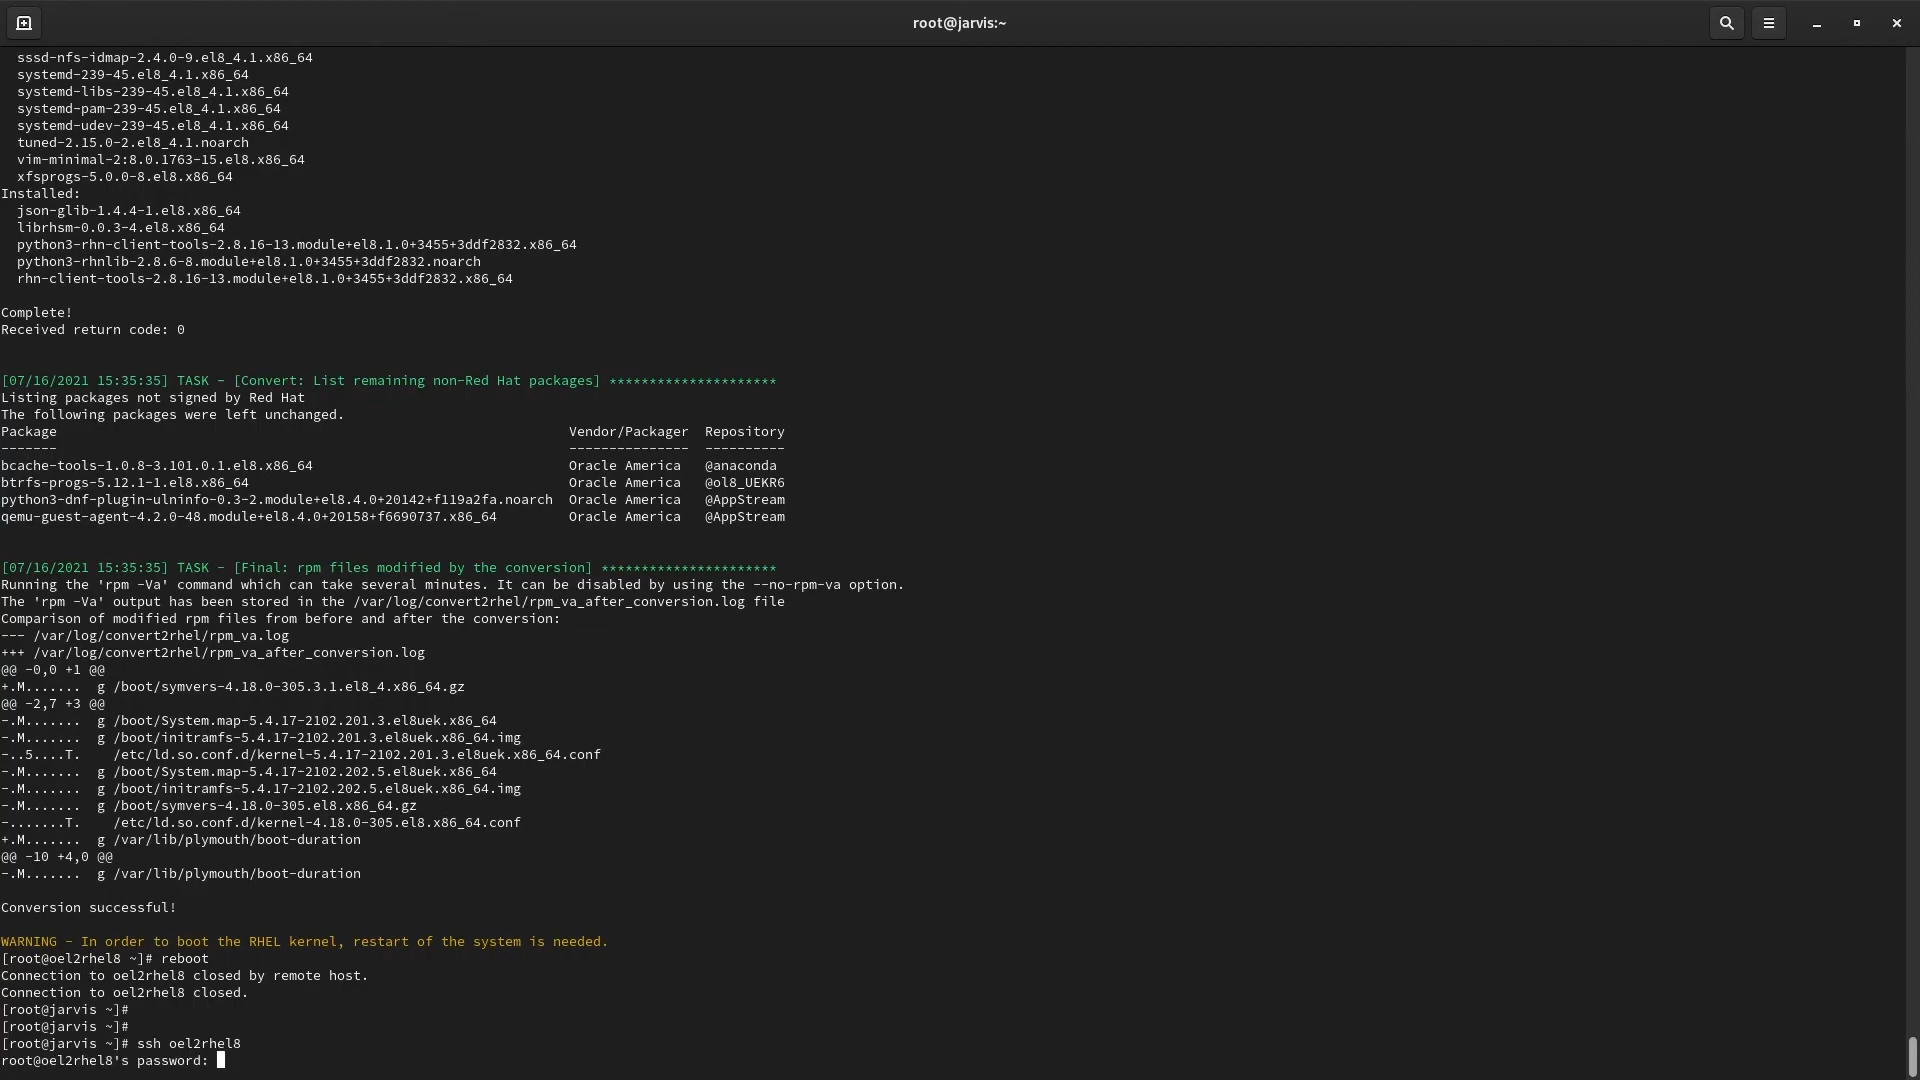 root@jarvis:~
sssd-nfs-idmap-2.4.0-9.el8_4.1.x86_64
systemd-239-45.el8_4.1.x86_64
systemd-libs-239-45.el8_4.1.x86_64
systemd-pam-239-45.el8_4.1.x86_64
systemd-udev-239-45.el8_4.1.x86_64
tuned-2.15.0-2.el8_4.1.noarch
vim-minimal-2:8.0.1763-15.el8.x86_64
xfsprogs-5.0.0-8.el8.x86_64
Installed:
json-glib-1.4.4-1.el8.x86_64
librhsm-0.0.3-4.el8.x86_64
python3-rhn-client-tools-2.8.16-13.module+el8.1.0+3455+3ddf2832.x86_64
python3-rhnlib-2.8.6-8.module+el8.1.0+3455+3ddf2832.noarch
rhn-client-tools-2.8.16-13.module+el8.1.0+3455+3ddf2832.x86_64
Complete!
Received return code: 0
[07/16/2021 15:35:35] TASK - [Convert: List remaining non-Red Hat packages] *********************
Listing packages not signed by Red Hat
The following packages were left unchanged.
Package Vendor/Packager Repository
------- --------------- ----------
bcache-tools-1.0.8-3.101.0.1.el8.x86_64 Oracle America @anaconda
btrfs-progs-5.12.1-1.el8.x86_64 Oracle America @ol8_UEKR6
python3-dnf-plugin-ulninfo-0.3-2.module+el8.4.0+20142+f119a2fa.noarch Oracle America @AppStream
qemu-guest-agent-4.2.0-48.module+el8.4.0+20158+f6690737.x86_64 Oracle America @AppStream
[07/16/2021 15:35:35] TASK - [Final: rpm files modified by the conversion] **********************
Running the 'rpm -Va' command which can take several minutes. It can be disabled by using the --no-rpm-va option.
The 'rpm -Va' output has been stored in the /var/log/convert2rhel/rpm_va_after_conversion.log file
Comparison of modified rpm files from before and after the conversion:
--- /var/log/convert2rhel/rpm_va.log
+++ /var/log/convert2rhel/rpm_va_after_conversion.log
@@ -0,0 +1 @@
+.M.......  g /boot/symvers-4.18.0-305.3.1.el8_4.x86_64.gz
@@ -2,7 +3 @@
-.M.......  g /boot/System.map-5.4.17-2102.201.3.el8uek.x86_64
-.M.......  g /boot/initramfs-5.4.17-2102.201.3.el8uek.x86_64.img
-..5....T.    /etc/ld.so.conf.d/kernel-5.4.17-2102.201.3.el8uek.x86_64.conf
-.M.......  g /boot/System.map-5.4.17-2102.202.5.el8uek.x86_64
-.M.......  g /boot/initramfs-5.4.17-2102.202.5.el8uek.x86_64.img
-.M.......  g /boot/symvers-4.18.0-305.el8.x86_64.gz
-.......T.    /etc/ld.so.conf.d/kernel-4.18.0-305.el8.x86_64.conf
+.M.......  g /var/lib/plymouth/boot-duration
@@ -10 +4,0 @@
-.M.......  g /var/lib/plymouth/boot-duration
Conversion successful!
WARNING - In order to boot the RHEL kernel, restart of the system is needed.
[root@oel2rhel8 ~]# reboot
Connection to oel2rhel8 closed by remote host.
Connection to oel2rhel8 closed.
[root@jarvis ~]#
[root@jarvis ~]#
[root@jarvis ~]# ssh oel2rhel8
root@oel2rhel8's password: